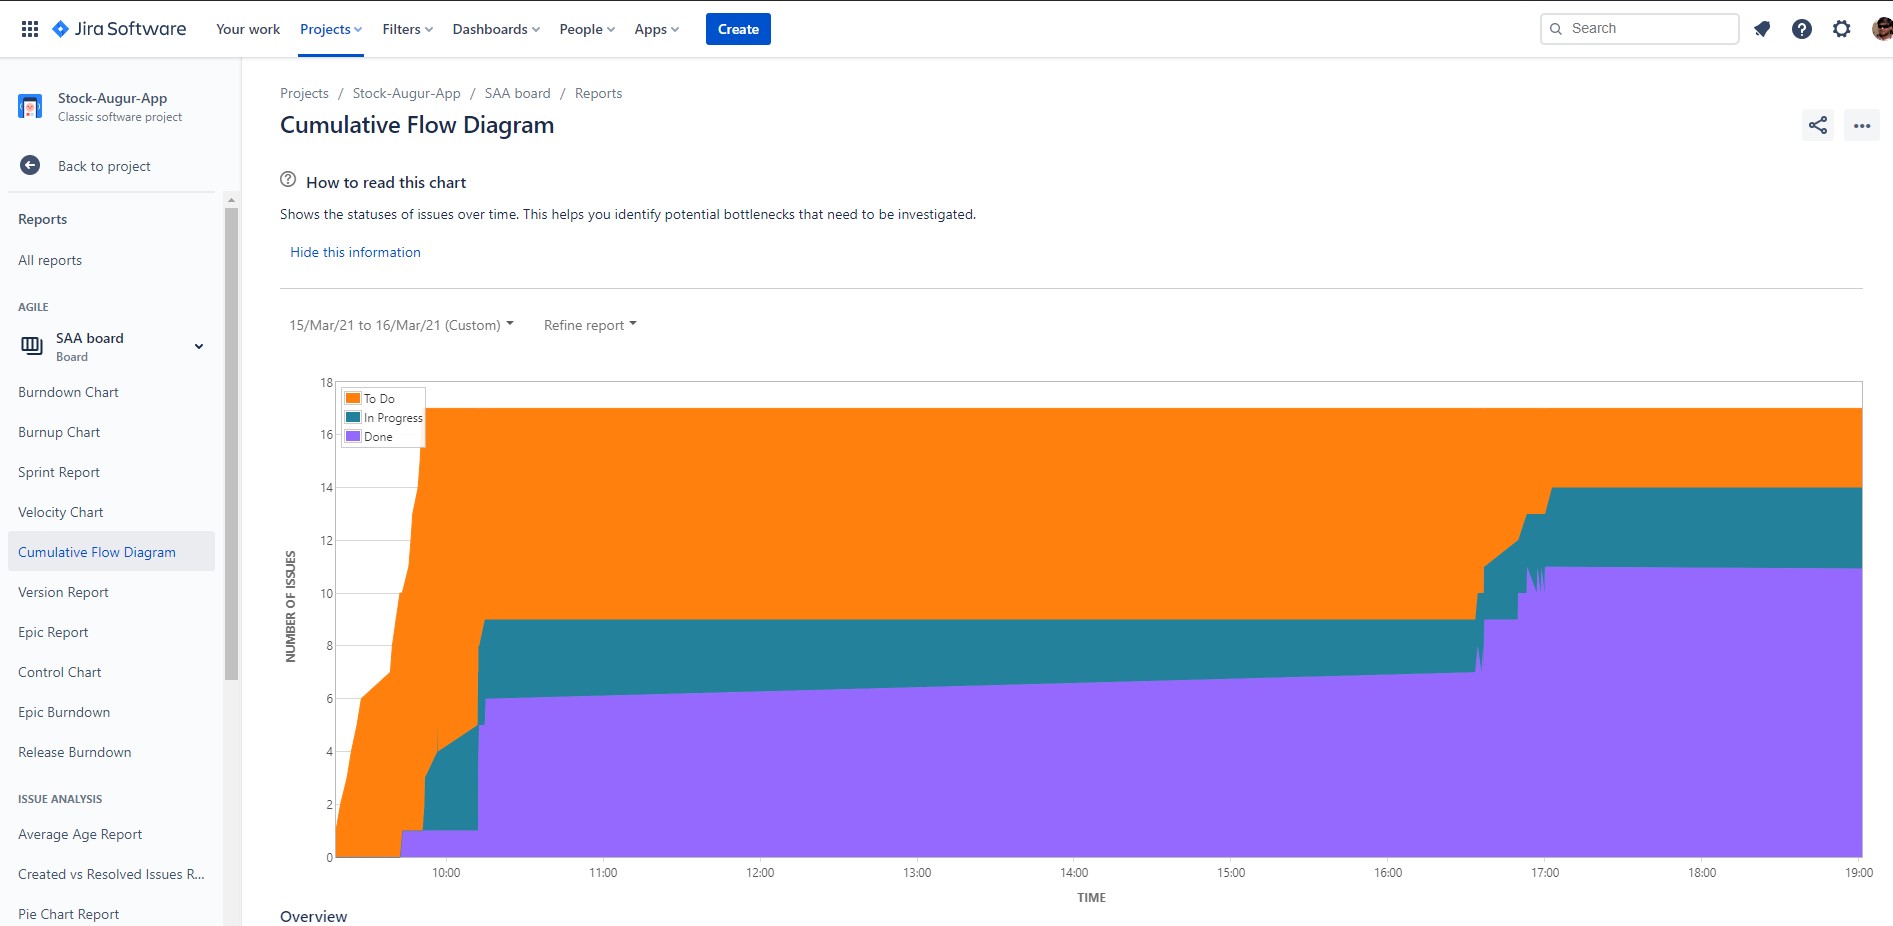 Jira Software
Your work
Projects
Filters
Dashboards
People
Apps
Create
Search
Stock-Augur-App
Classic software project
Back to project
Reports
All reports
AGILE
SAA board
Board
Burndown Chart
Burnup Chart
Sprint Report
Velocity Chart
Cumulative Flow Diagram
Version Report
Epic Report
Control Chart
Epic Burndown
Release Burndown
ISSUE ANALYSIS
Average Age Report
Created vs Resolved Issues R...
Pie Chart Report
Projects / Stock-Augur-App / SAA board / Reports
Cumulative Flow Diagram
How to read this chart
Shows the statuses of issues over time. This helps you identify potential bottlenecks that need to be investigated.
Hide this information
15/Mar/21 to 16/Mar/21 (Custom)
Refine report
To Do
In Progress
Done
NUMBER OF ISSUES
18
16
14
12
10
8
6
4
2
0
10:00
11:00
12:00
13:00
14:00
15:00
16:00
17:00
18:00
19:00
TIME
Overview